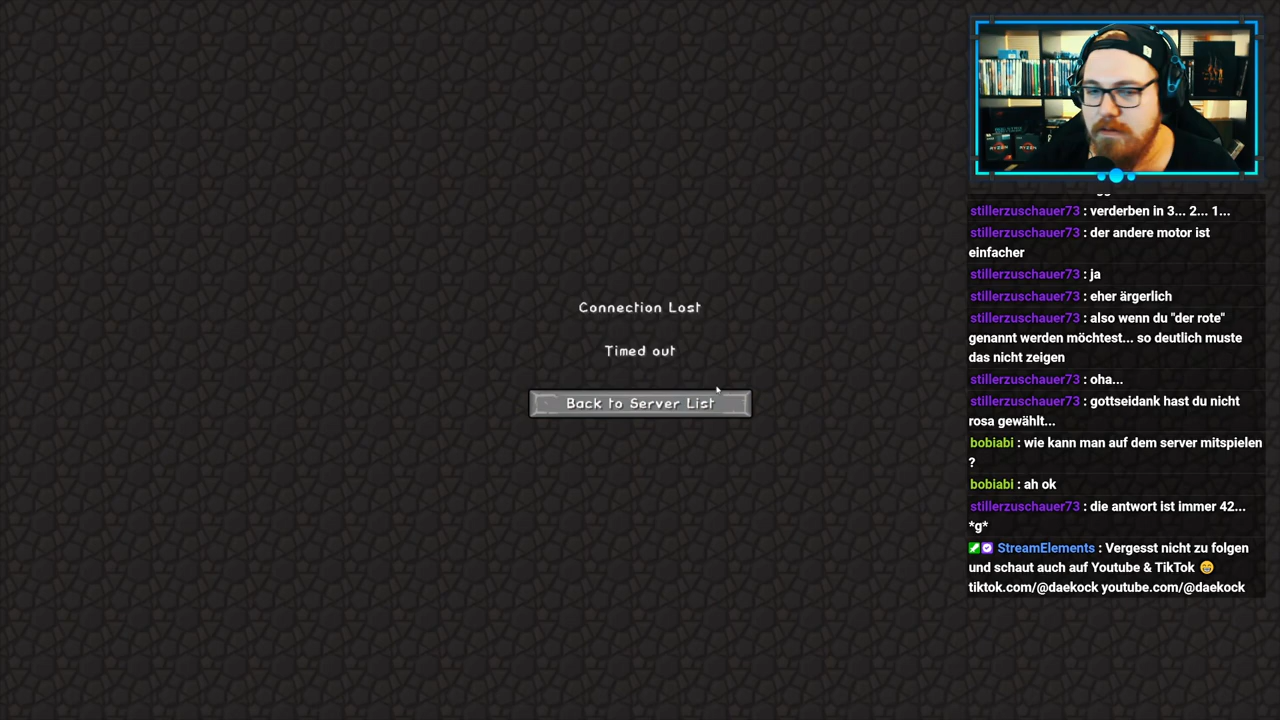 Connection Lost
Timed out
Back to Server List
RYZEN
RYZEN
stillerzuschauer73 : verderben in 3... 2... 1...
stillerzuschauer73 : der andere motor ist
einfacher
stillerzuschauer73 : ja
stillerzuschauer73 : eher ärgerlich
stillerzuschauer73 : also wenn du "der rote"
genannt werden möchtest... so deutlich muste
das nicht zeigen
stillerzuschauer73 : oha...
stillerzuschauer73 : gottseidank hast du nicht
rosa gewählt...
bobiabi : wie kann man auf dem server mitspielen
?
bobiabi : ah ok
stillerzuschauer73 : die antwort ist immer 42...
*g*
StreamElements : Vergesst nicht zu folgen
und schaut auch auf Youtube & TikTok 😁
tiktok.com/@daekock youtube.com/@daekock